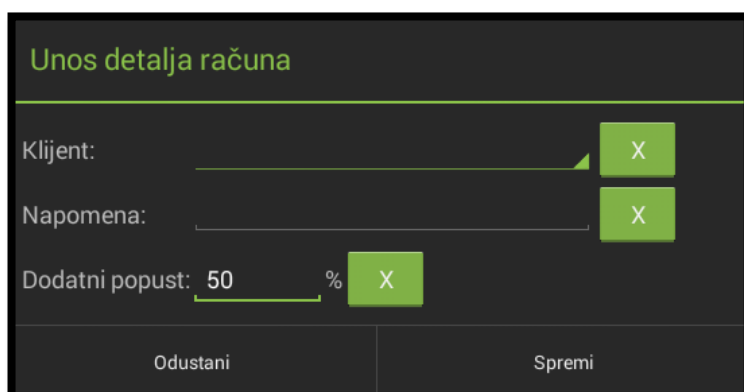 Unos detalja računa
Klijent: X
Napomena: X
Dodatni popust: 50 % X
Odustani Spremi